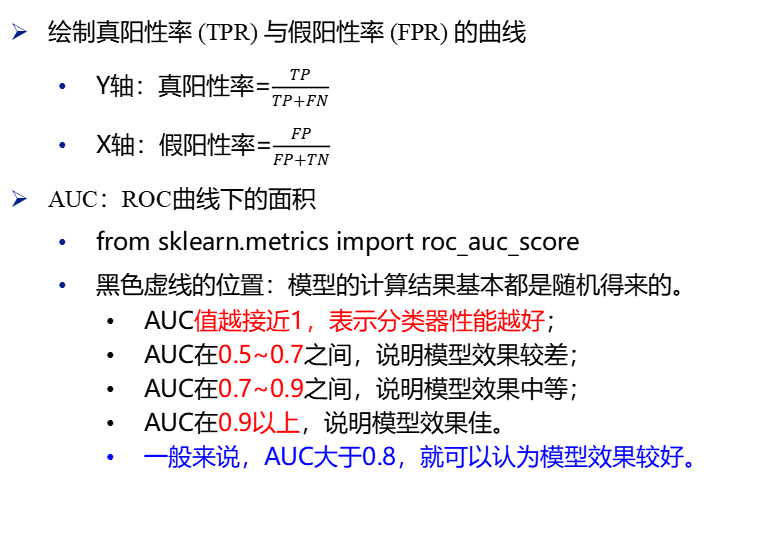 绘制真阳性率 (TPR) 与假阳性率 (FPR) 的曲线
Y轴：真阳性率=TP/(TP+FN)
X轴：假阳性率=FP/(FP+TN)
AUC：ROC曲线下的面积
from sklearn.metrics import roc_auc_score
黑色虚线的位置：模型的计算结果基本都是随机得来的。
AUC值越接近1，表示分类器性能越好；
AUC在0.5~0.7之间，说明模型效果较差；
AUC在0.7~0.9之间，说明模型效果中等；
AUC在0.9以上，说明模型效果佳。
一般来说，AUC大于0.8，就可以认为模型效果较好。